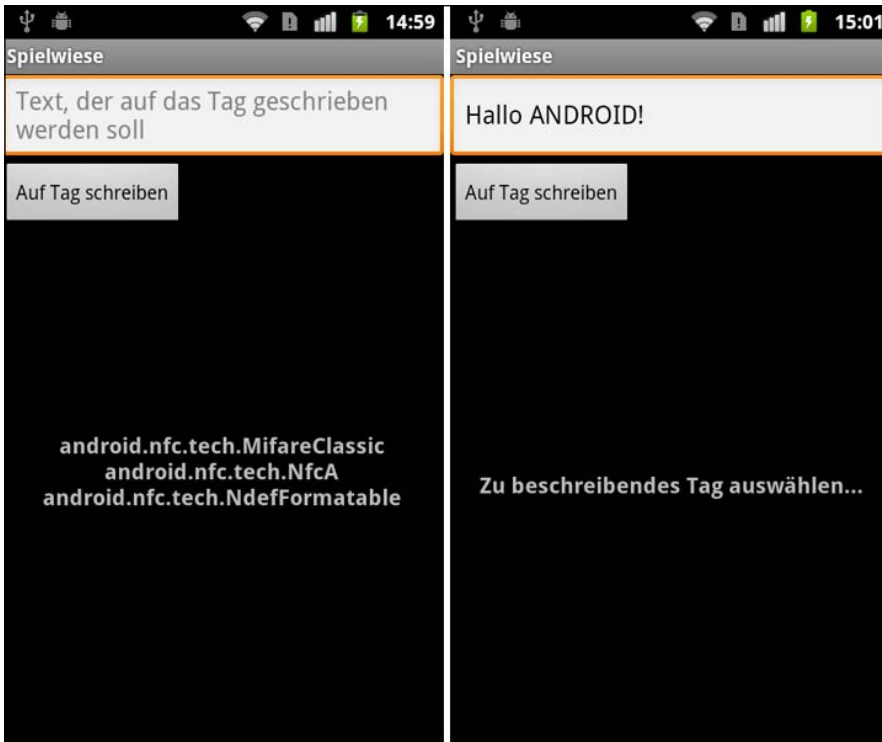 14:59
Spielwiese
Text, der auf das Tag geschrieben
werden soll
Auf Tag schreiben
android.nfc.tech.MifareClassic
android.nfc.tech.NfcA
android.nfc.tech.NdefFormatable
15:01
Spielwiese
Hallo ANDROID!
Auf Tag schreiben
Zu beschreibendes Tag auswählen...